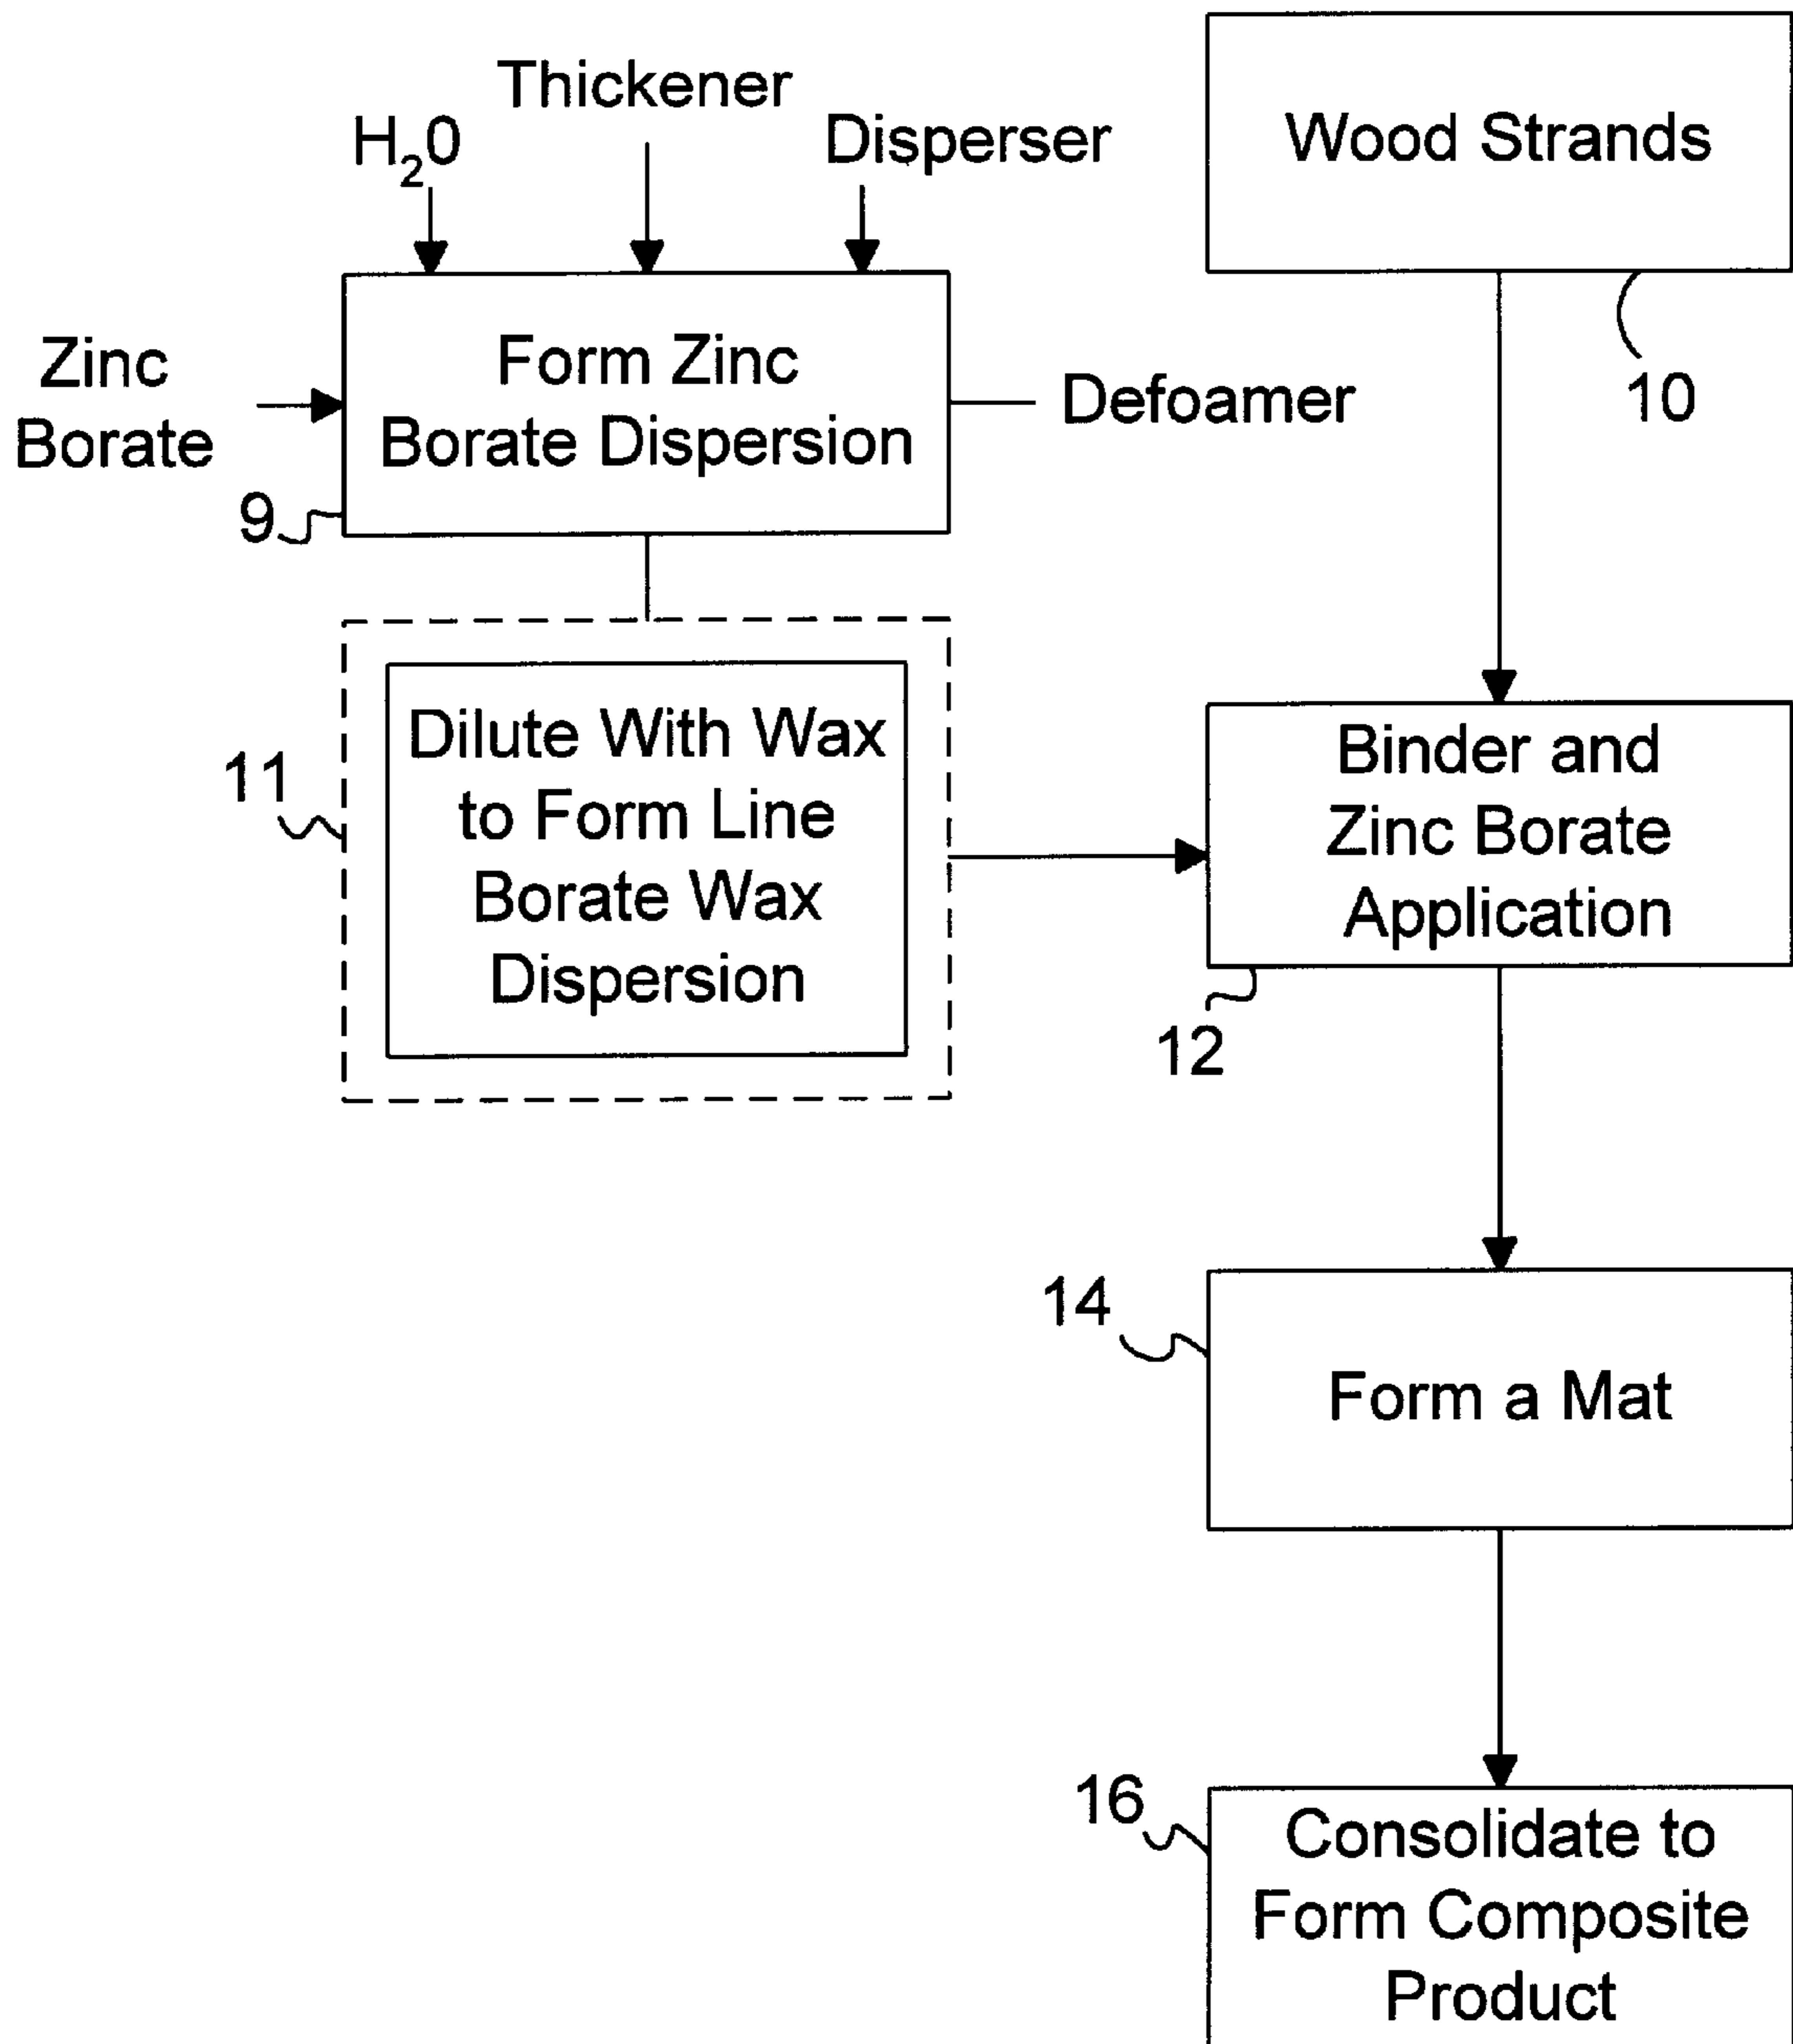 Thickener
H₂0
Disperser
Wood Strands
10
Zinc
Borate
Form Zinc
Borate Dispersion
Defoamer
9
Dilute With Wax
to Form Line
Borate Wax
Dispersion
11
Binder and
Zinc Borate
Application
12
14
Form a Mat
16
Consolidate to
Form Composite
Product